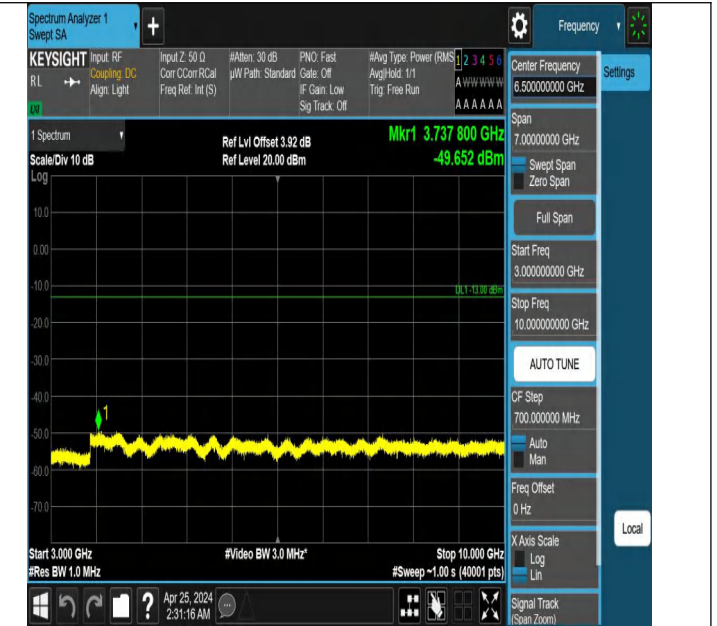 Spectrum Analyzer 1
Swept SA
Frequency
KEYSIGHT
RL
LXI
Input: RF
Coupling: DC
Align: Light
Input Z: 50 Ω
Corr CCorr RCal
Freq Ref: Int (S)
#Atten: 30 dB
µW Path: Standard
PNO: Fast
Gate: Off
IF Gain: Low
Sig Track: Off
#Avg Type: Power (RMS
Avg|Hold: 1/1
Trig: Free Run
1 2 3 4 5 6
A W W W W W
A A A A A A
1 Spectrum
Scale/Div 10 dB
Log
Ref Lvl Offset 3.92 dB
Ref Level 20.00 dBm
Mkr1 3.737 800 GHz
-49.652 dBm
10.0
0.00
-10.0
DL1 -13.00 dBm
-20.0
-30.0
-40.0
1
-50.0
-60.0
-70.0
Start 3.000 GHz
#Res BW 1.0 MHz
#Video BW 3.0 MHz*
Stop 10.000 GHz
#Sweep ~1.00 s (40001 pts)
?
Apr 25, 2024
2:31:16 AM
Center Frequency
6.500000000 GHz
Settings
Span
7.00000000 GHz
Swept Span
Zero Span
Full Span
Start Freq
3.000000000 GHz
Stop Freq
10.000000000 GHz
AUTO TUNE
CF Step
700.000000 MHz
Auto
Man
Freq Offset
0 Hz
X Axis Scale
Log
Lin
Local
Signal Track
(Span Zoom)